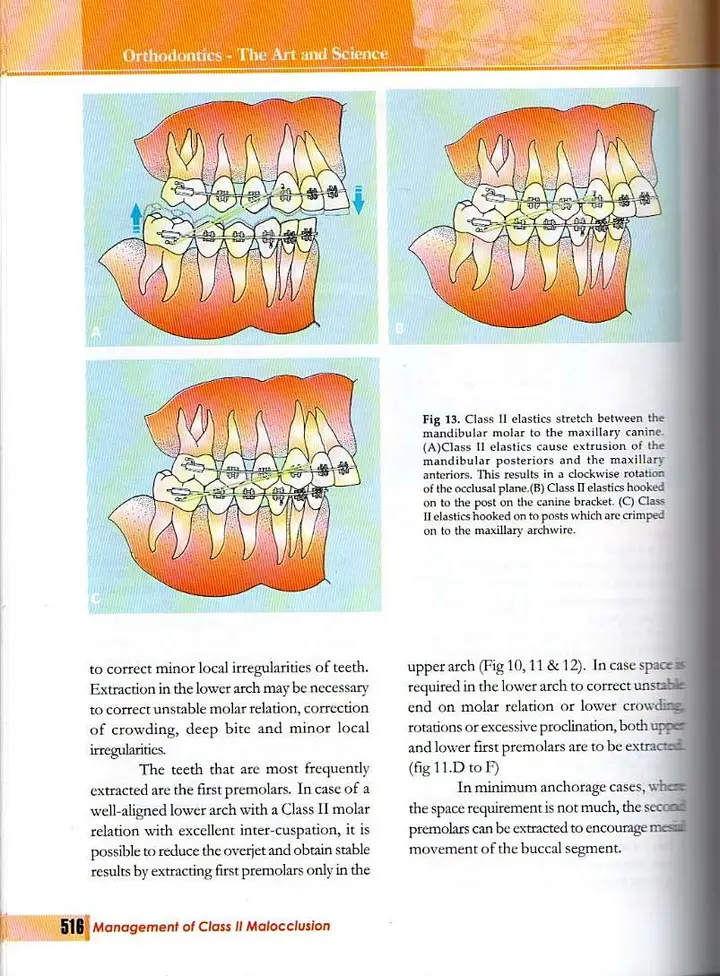 Orthodontics - The Art and Science
A
B
C
Fig 13. Class II elastics stretch between the
mandibular molar to the maxillary canine.
(A)Class II elastics cause extrusion of the
mandibular posteriors and the maxillary
anteriors. This results in a clockwise rotation
of the occlusal plane.(B) Class II elastics hooked
on to the post on the canine bracket. (C) Class
II elastics hooked on to posts which are crimped
on to the maxillary archwire.
to correct minor local irregularities of teeth.
Extraction in the lower arch may be necessary
to correct unstable molar relation, correction
of crowding, deep bite and minor local
irregularities.
The teeth that are most frequently
extracted are the first premolars. In case of a
well-aligned lower arch with a Class II molar
relation with excellent inter-cuspation, it is
possible to reduce the overjet and obtain stable
results by extracting first premolars only in the
upper arch (Fig 10, 11 & 12). In case space is
required in the lower arch to correct unstable
end on molar relation or lower crowding,
rotations or excessive proclination, both upper
and lower first premolars are to be extracted.
(fig 11.D to F)
In minimum anchorage cases, where
the space requirement is not much, the second
premolars can be extracted to encourage mesial
movement of the buccal segment.
516 Management of Class II Malocclusion